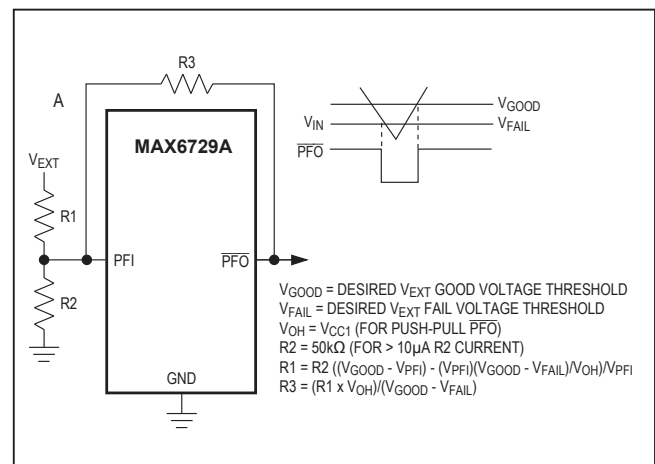 R3
A
MAX6729A
VGOOD
VIN
VFAIL
PFO
VEXT
R1
PFI
PFO
R2
VGOOD = DESIRED VEXT GOOD VOLTAGE THRESHOLD
VFAIL = DESIRED VEXT FAIL VOLTAGE THRESHOLD
VOH = VCC1 (FOR PUSH-PULL PFO)
R2 = 50kΩ (FOR > 10µA R2 CURRENT)
R1 = R2 ((VGOOD - VPFI) - (VPFI)(VGOOD - VFAIL)/VOH)/VPFI
R3 = (R1 x VOH)/(VGOOD - VFAIL)
GND